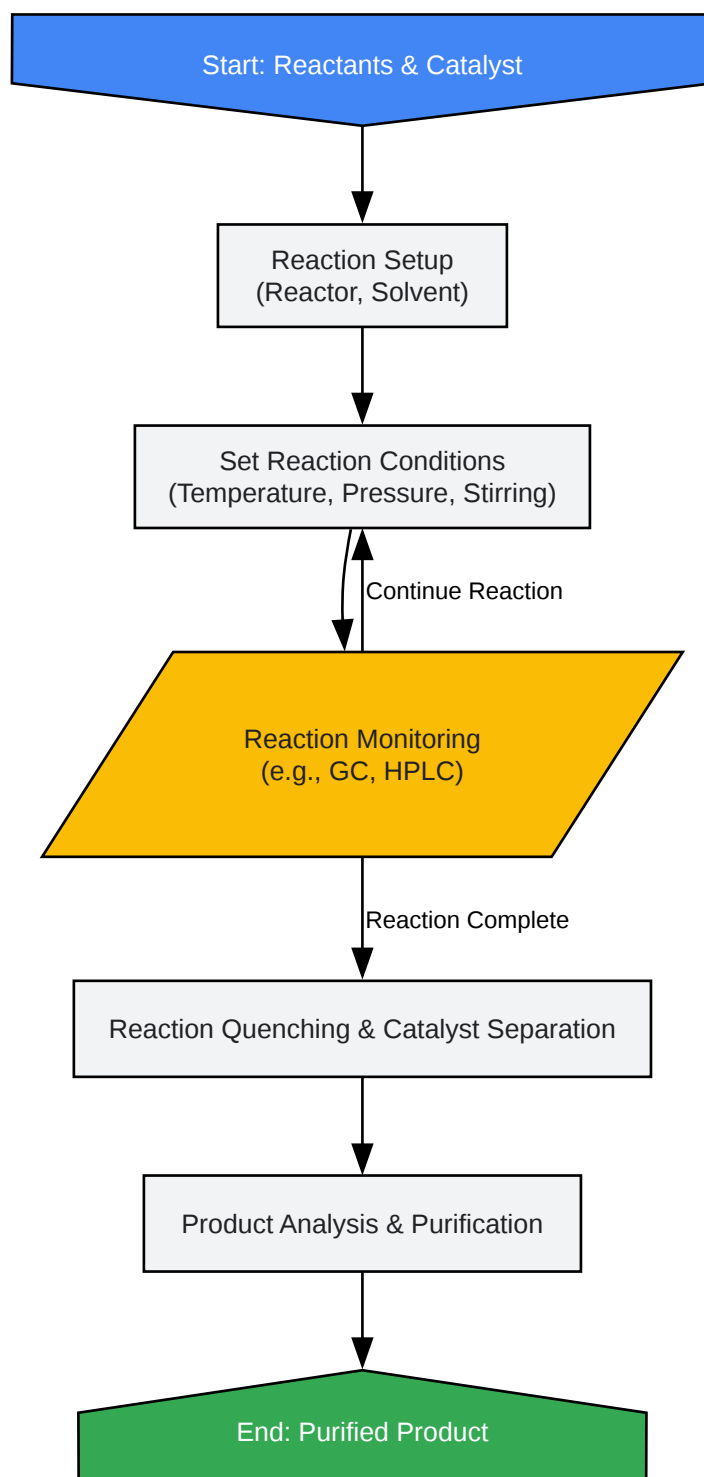 Start: Reactants & Catalyst
Reaction Setup
(Reactor, Solvent)
Set Reaction Conditions
(Temperature, Pressure, Stirring)
Continue Reaction
Reaction Monitoring
(e.g., GC, HPLC)
Reaction Complete
Reaction Quenching & Catalyst Separation
Product Analysis & Purification
End: Purified Product